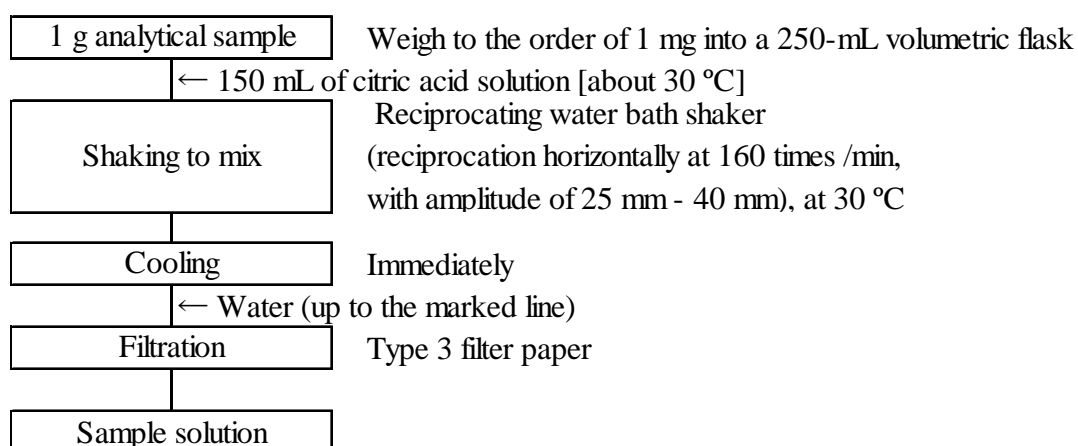 1 g analytical sample Weigh to the order of 1 mg into a 250-mL volumetric flask
← 150 mL of citric acid solution [about 30 ºC]
Reciprocating water bath shaker
Shaking to mix (reciprocation horizontally at 160 times /min,
with amplitude of 25 mm - 40 mm), at 30 ºC
Cooling Immediately
← Water (up to the marked line)
Filtration Type 3 filter paper
Sample solution